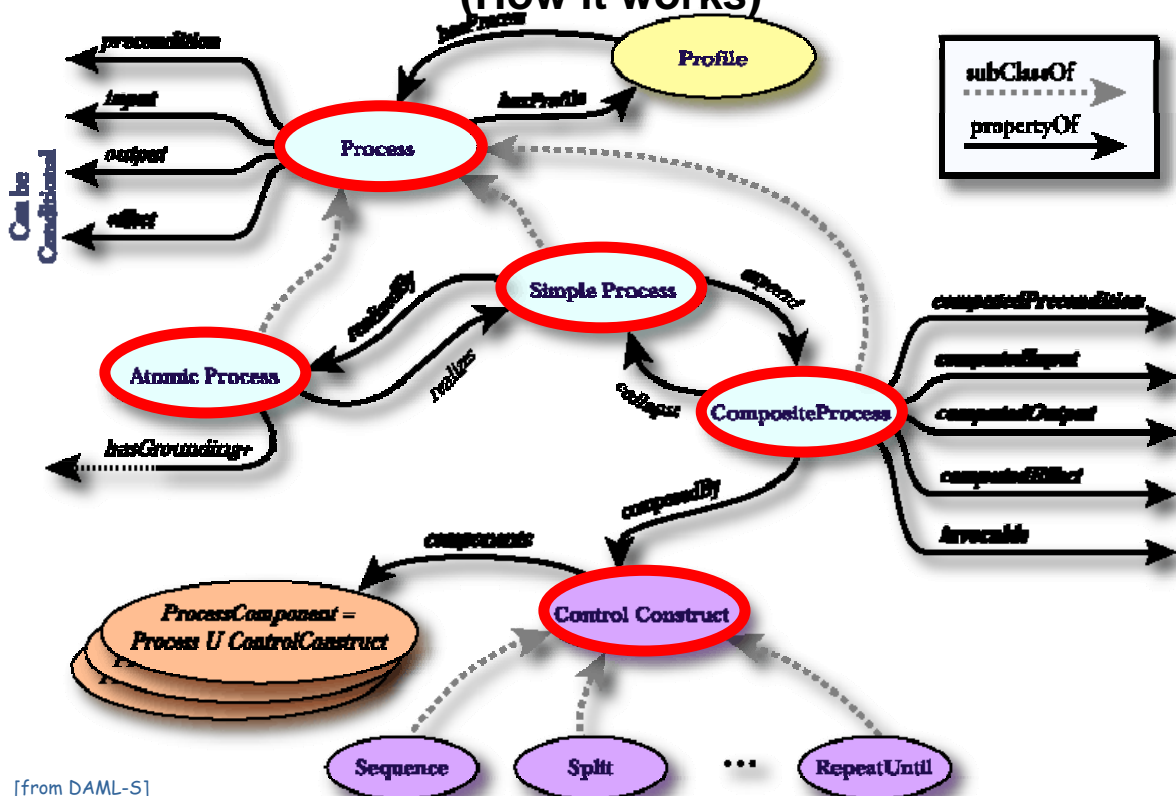 (How it works)
hasProcess
Profile
precondition
input
output
effect
Can be
Conditional
hasProfile
Process
subClassOf
propertyOf
Simple Process
realizedBy
realizes
expand
collapse
Atomic Process
hasGrounding+
CompositeProcess
computedPrecondition
computedInput
computedOutput
computedEffect
invocable
composedBy
components
ProcessComponent =
Process U ControlConstruct
Control Construct
Sequence
Split
...
RepeatUntil
[from DAML-S]